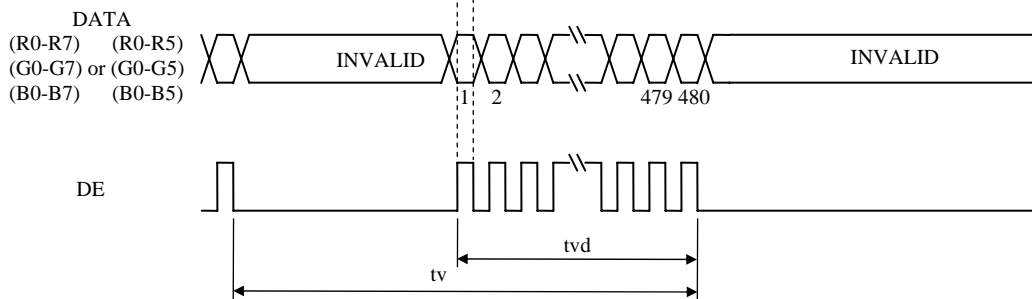 DATA
(R0-R7) (R0-R5)
(G0-G7) or (G0-G5)
(B0-B7) (B0-B5)
INVALID
INVALID
1 2 479 480
DE
tvd
tv